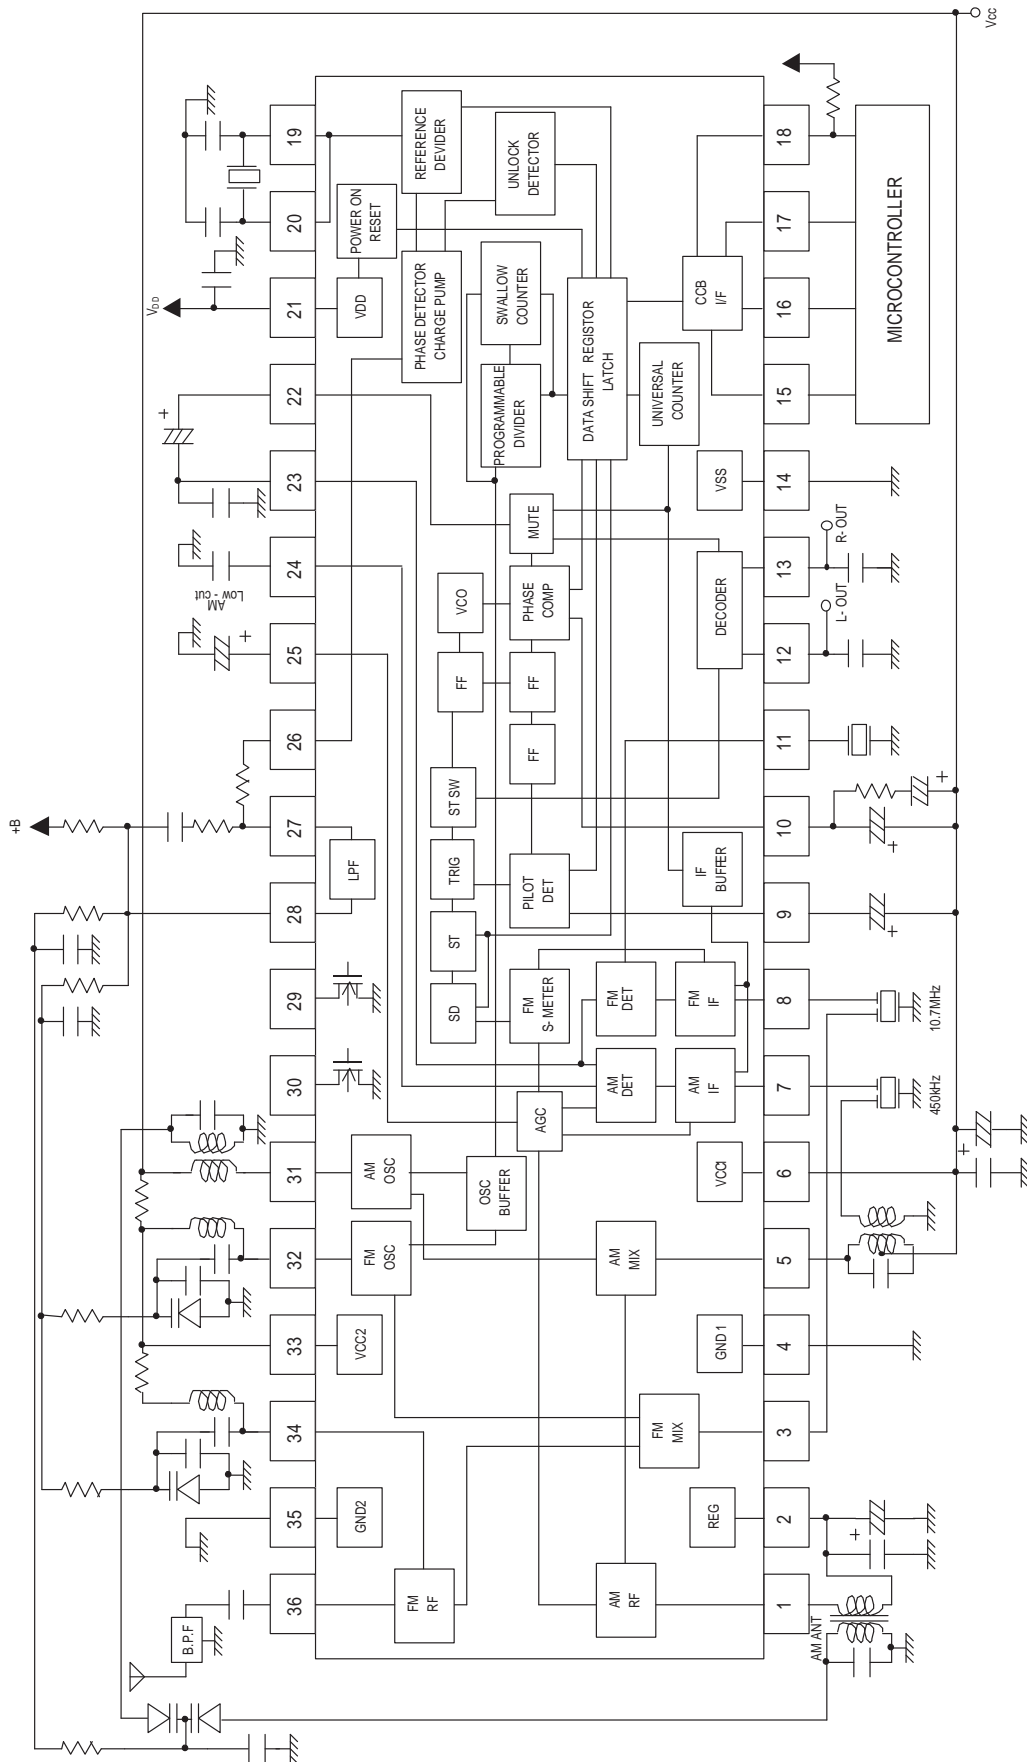 Vcc
VDD
+
AM
Low - cut
+
+B
B.P.F
19
20
21
22
23
24
25
26
27
28
29
30
31
32
33
34
35
36
REFERENCE
DEVIDER
UNLOCK
DETECTOR
POWER ON
RESET
VDD
PHASE DETECTOR
CHARGE PUMP
SWALLOW
COUNTER
PROGRAMMABLE
DIVIDER
DATA SHIFT REGISTOR
LATCH
CCB
I/F
UNIVERSAL
COUNTER
VSS
MUTE
PHASE
COMP
VCO
FF
FF
FF
DECODER
ST SW
TRIG
PILOT
DET
IF
BUFFER
LPF
ST
SD
FM
S-METER
FM
DET
FM
IF
AM
DET
AM
IF
AGC
AM
OSC
OSC
BUFFER
VCC1
FM
OSC
AM
MIX
VCC2
GND1
FM
MIX
GND2
REG
FM
RF
AM
RF
18
17
16
15
14
13
12
11
10
9
8
7
6
5
4
3
2
1
MICROCONTROLLER
R-OUT
L-OUT
+
+
+
10.7MHz
450kHz
+
+
AM ANT